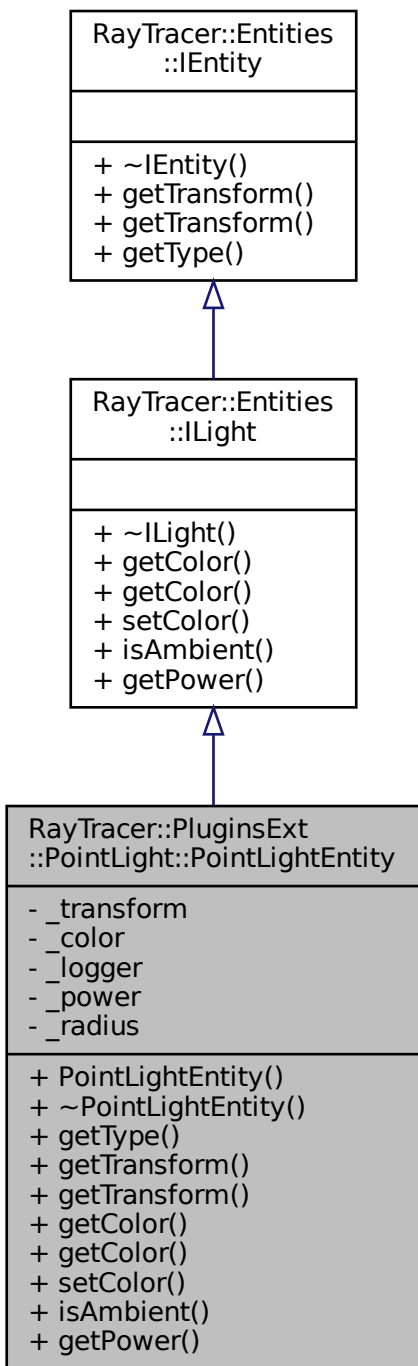 RayTracer::Entities
::IEntity
+ ~IEntity()
+ getTransform()
+ getTransform()
+ getType()
RayTracer::Entities
::ILight
+ ~ILight()
+ getColor()
+ getColor()
+ setColor()
+ isAmbient()
+ getPower()
RayTracer::PluginsExt
::PointLight::PointLightEntity
- _transform
- _color
- _logger
- _power
- _radius
+ PointLightEntity()
+ ~PointLightEntity()
+ getType()
+ getTransform()
+ getTransform()
+ getColor()
+ getColor()
+ setColor()
+ isAmbient()
+ getPower()